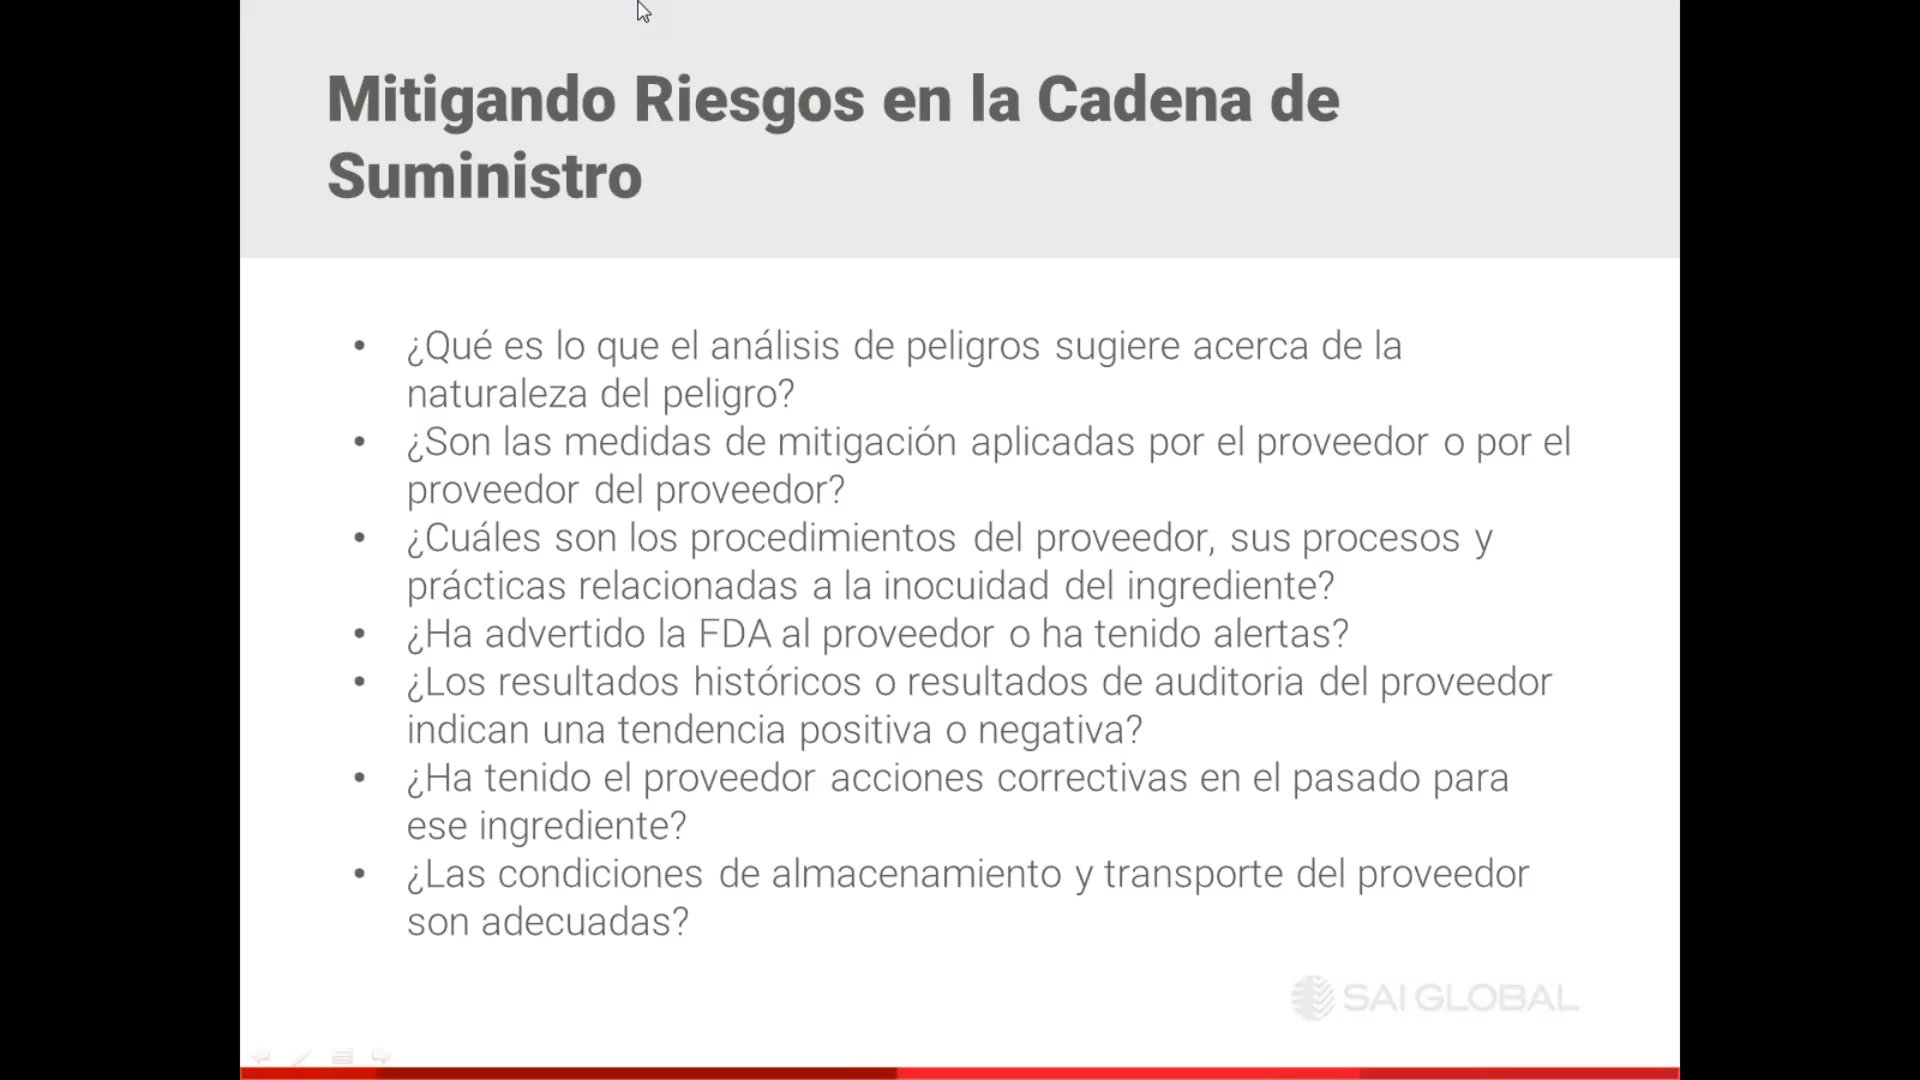 Mitigando Riesgos en la Cadena de
Suministro
• ¿Qué es lo que el análisis de peligros sugiere acerca de la
naturaleza del peligro?
• ¿Son las medidas de mitigación aplicadas por el proveedor o por el
proveedor del proveedor?
• ¿Cuáles son los procedimientos del proveedor, sus procesos y
prácticas relacionadas a la inocuidad del ingrediente?
• ¿Ha advertido la FDA al proveedor o ha tenido alertas?
• ¿Los resultados históricos o resultados de auditoria del proveedor
indican una tendencia positiva o negativa?
• ¿Ha tenido el proveedor acciones correctivas en el pasado para
ese ingrediente?
• ¿Las condiciones de almacenamiento y transporte del proveedor
son adecuadas?
SAI GLOBAL